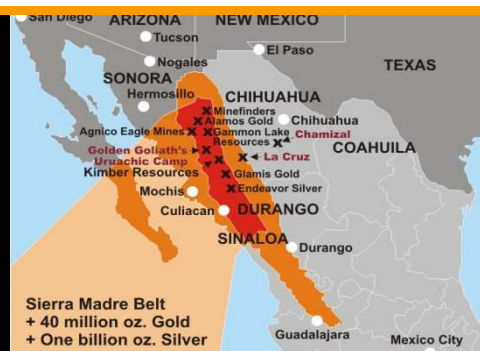 San Diego
ARIZONA
NEW MEXICO
Tucson
El Paso
Nogales
TEXAS
SONORA
Hermosillo
CHIHUAHUA
Minefinders
Alamos Gold
Chihuahua
Agnico Eagle Mines
Gammon Lake
Resources
Chamizal
COAHUILA
Golden Goliath's
Uruachic Camp
La Cruz
Kimber Resources
Glamis Gold
Mochis
Endeavor Silver
Culiacan
DURANGO
SINALOA
Durango
Sierra Madre Belt
+ 40 million oz. Gold
+ One billion oz. Silver
Guadalajara
Mexico City